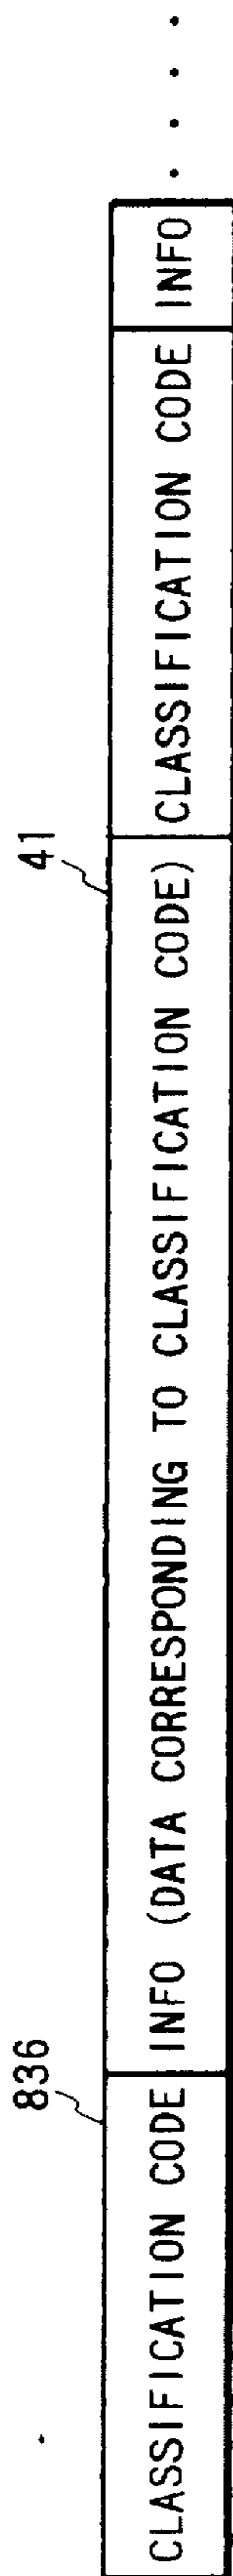 836
41
CLASSIFICATION CODE
INFO (DATA CORRESPONDING TO CLASSIFICATION CODE)
CLASSIFICATION CODE
INFO
....